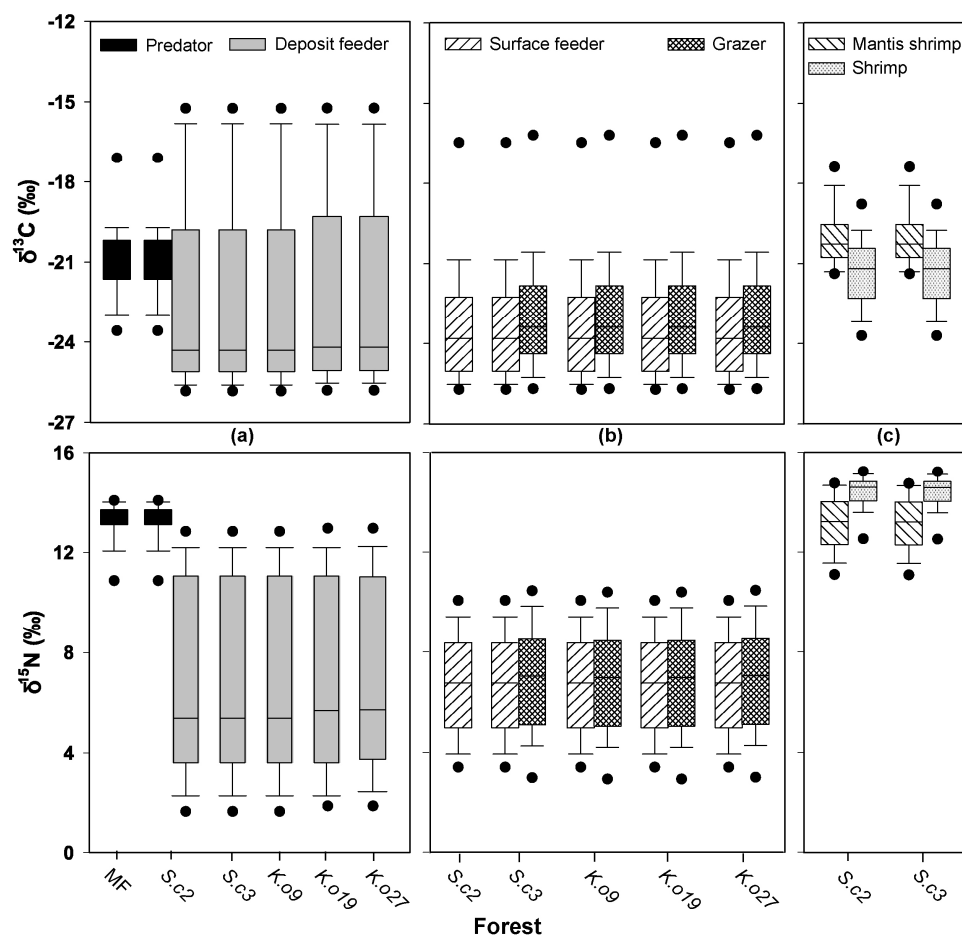 -12
-15
-18
-21
-24
-27
δ¹³C (‰)
Predator
Deposit feeder
Surface feeder
Grazer
Mantis shrimp
Shrimp
(a)
(b)
(c)
16
12
8
4
0
δ¹⁵N (‰)
MF
S.c2
S.c3
K.o9
K.o19
K.o27
S.c2
S.c3
K.o9
K.o19
K.o27
S.c2
S.c3
Forest